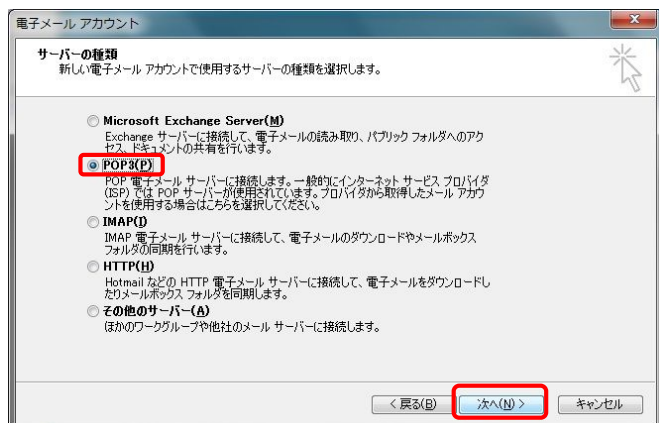 電子メール アカウント
サーバーの種類
新しい電子メール アカウントで使用するサーバーの種類を選択します。
Microsoft Exchange Server(M)
Exchange サーバーに接続して、電子メールの読み取り、パブリック フォルダへのアク
セス、ドキュメントの共有を行います。
POP3(P)
POP 電子メール サーバーに接続します。一般的にインターネット サービス プロバイダ
(ISP) では POP サーバーが使用されています。プロバイダから取得したメール アカウ
ントを使用する場合はこちらを選択してください。
IMAP(I)
IMAP 電子メール サーバーに接続して、電子メールのダウンロードやメールボックス
フォルダの同期を行います。
HTTP(H)
Hotmail などの HTTP 電子メール サーバーに接続して、電子メールをダウンロードし
たりメールボックス フォルダを同期します。
その他のサーバー(A)
ほかのワークグループや他社のメール サーバーに接続します。
< 戻る(B) 次へ(N) > キャンセル